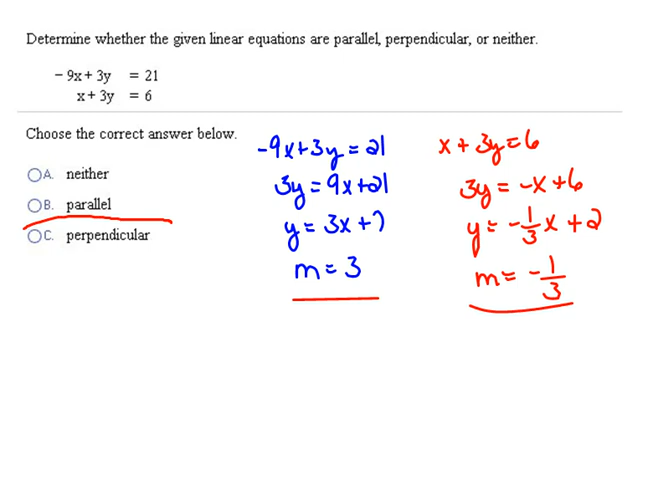 Determine whether the given linear equations are parallel, perpendicular, or neither.
- 9x + 3y = 21
x + 3y = 6
Choose the correct answer below.
A. neither
B. parallel
C. perpendicular
-9x+3y=21
3y=9x+21
y=3x+7
m=3
x+3y=6
3y=-x+6
y=-1/3x+2
m=-1/3